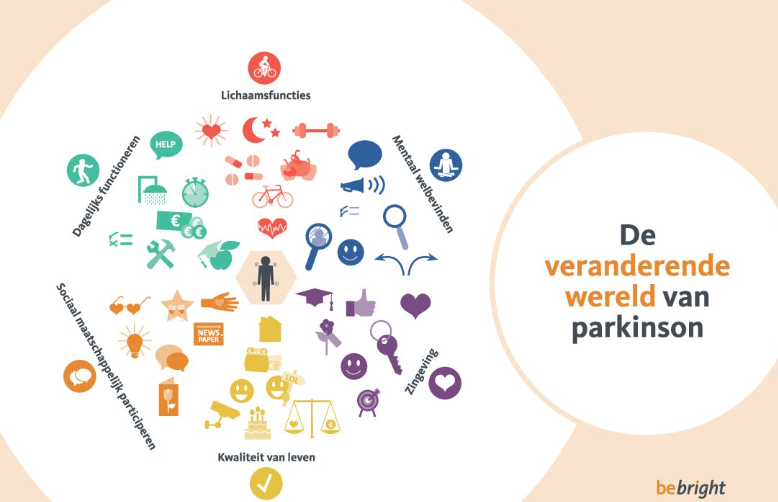 Lichaamsfuncties
HELP
Dagelijks functioneren
Mentaal welbevinden
€
€ €
NEWS
PAPER
Sociaal maatschappelijk participeren
LOL
Zingeving
€
Kwaliteit van leven
De
veranderende
wereld van
parkinson
bebright